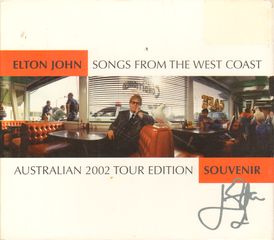 ELTON JOHN SONGS FROM THE WEST COAST
AUSTRALIAN 2002 TOUR EDITION SOUVENIR